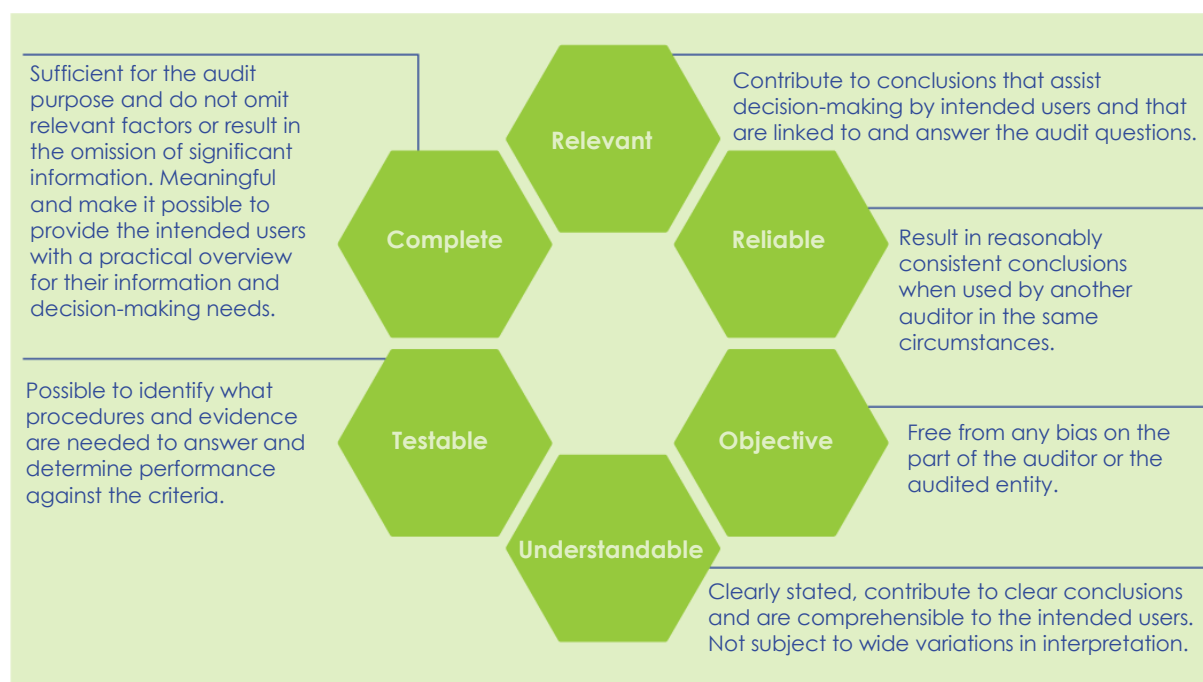 Relevant
Contribute to conclusions that assist
decision-making by intended users and that
are linked to and answer the audit questions.
Reliable
Result in reasonably
consistent conclusions
when used by another
auditor in the same
circumstances.
Objective
Free from any bias on the
part of the auditor or the
audited entity.
Understandable
Clearly stated, contribute to clear conclusions
and are comprehensible to the intended users.
Not subject to wide variations in interpretation.
Testable
Possible to identify what
procedures and evidence
are needed to answer and
determine performance
against the criteria.
Complete
Sufficient for the audit
purpose and do not omit
relevant factors or result in
the omission of significant
information. Meaningful
and make it possible to
provide the intended users
with a practical overview
for their information and
decision-making needs.